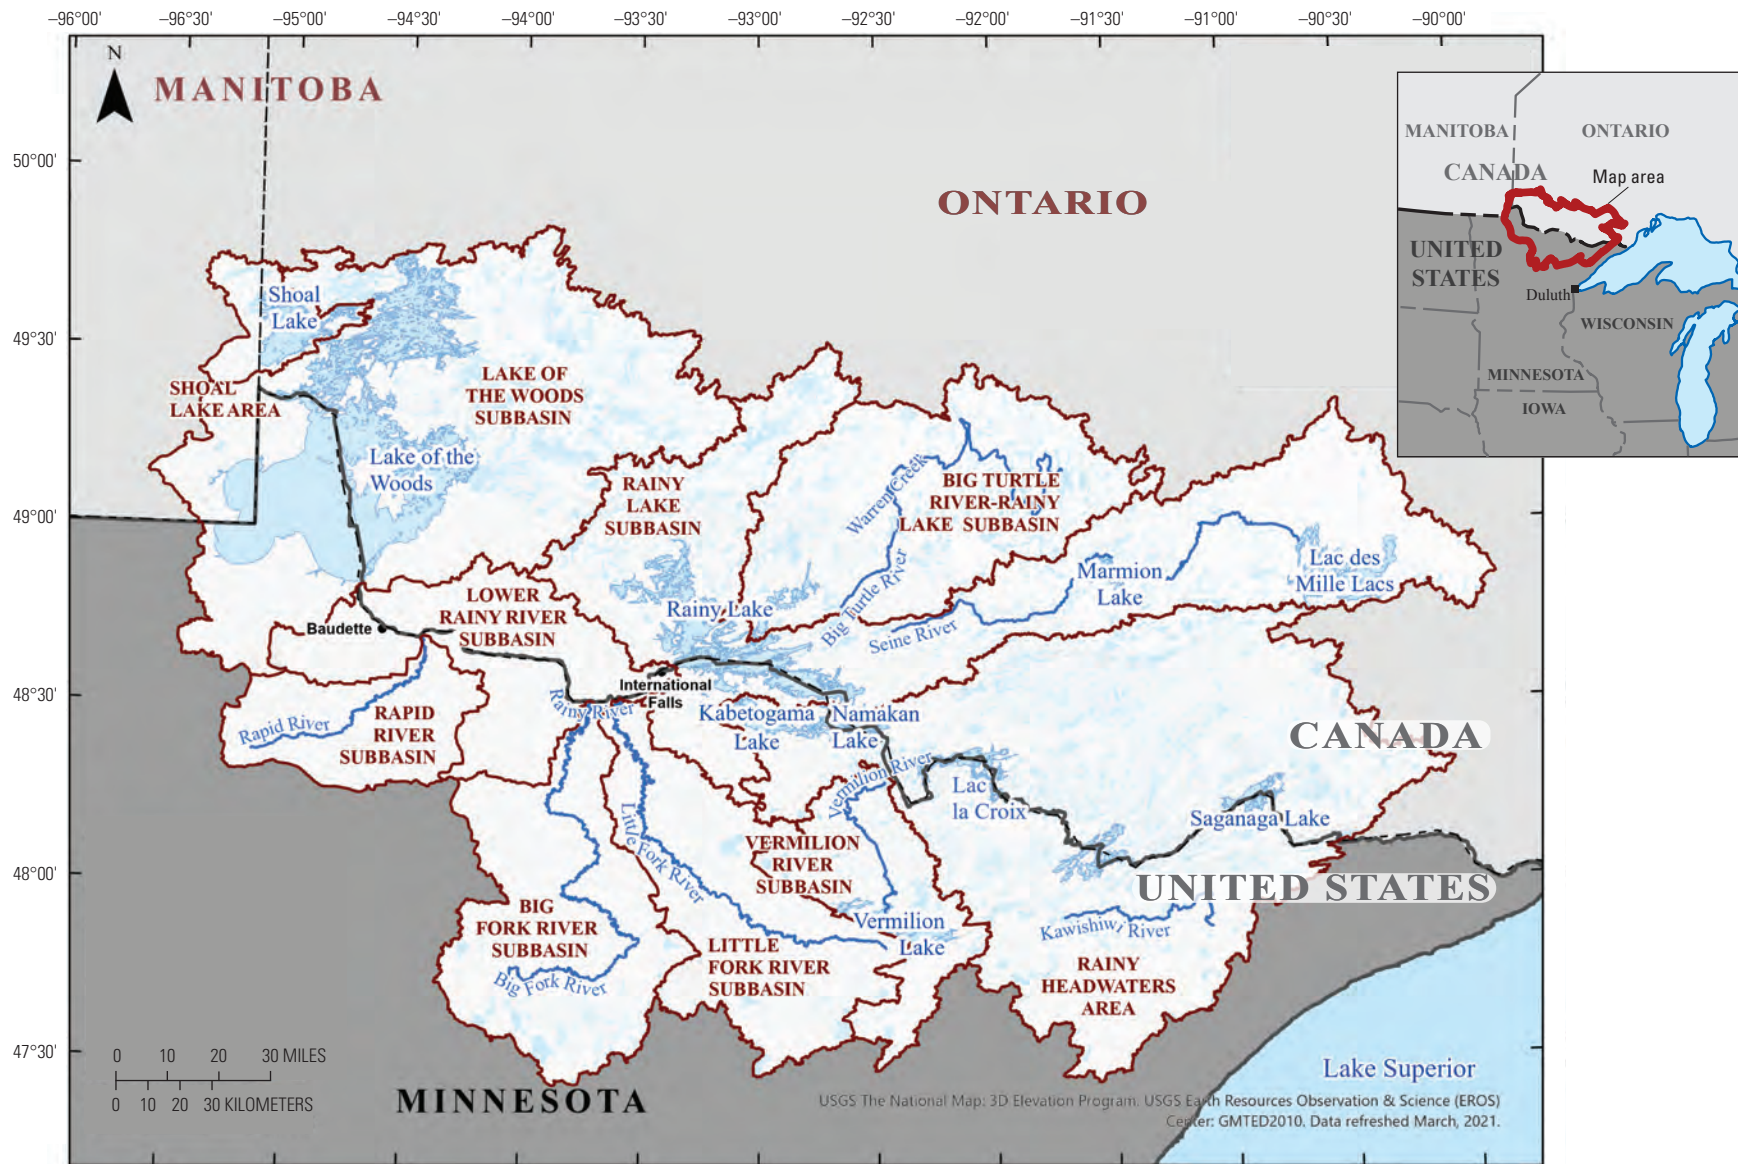 –96°00' –96°30' –95°00' –94°30' –93°30' –93°00' –92°30' –92°00' –91°30' –91°00' –90°30' –90°00'
50°00'
49°30'
49°00'
48°30'
48°00'
47°30'
N
MANITOBA
ONTARIO
Shoal
Lake
SHOAL
LAKE AREA
LAKE OF
THE WOODS
SUBBASIN
Lake of the
Woods
RAINY
LAKE
SUBBASIN
Warren Creek
BIG TURTLE
RIVER-RAINY
LAKE SUBBASIN
Big Turtle River
Seine River
Marmion
Lake
Lac des
Mille Lacs
Rainy Lake
LOWER
RAINY RIVER
SUBBASIN
Baudette
International
Falls
Rainy River
Rapid River
RAPID
RIVER
SUBBASIN
Kabetogama
Lake
Namakan
Lake
Vermilion River
Lac
la Croix
CANADA
Saganaga Lake
UNITED STATES
Little Fork River
VERMILION
RIVER
SUBBASIN
Vermilion
Lake
BIG
FORK RIVER
SUBBASIN
Big Fork River
LITTLE
FORK RIVER
SUBBASIN
Kawishiwi River
RAINY
HEADWATERS
AREA
Lake Superior
MINNESOTA
0 10 20 30 MILES
0 10 20 30 KILOMETERS
USGS The National Map: 3D Elevation Program. USGS Earth Resources Observation & Science (EROS)
Center: GMTED2010. Data refreshed March, 2021.
MANITOBA
ONTARIO
CANADA
Map area
UNITED
STATES
Duluth
WISCONSIN
MINNESOTA
IOWA